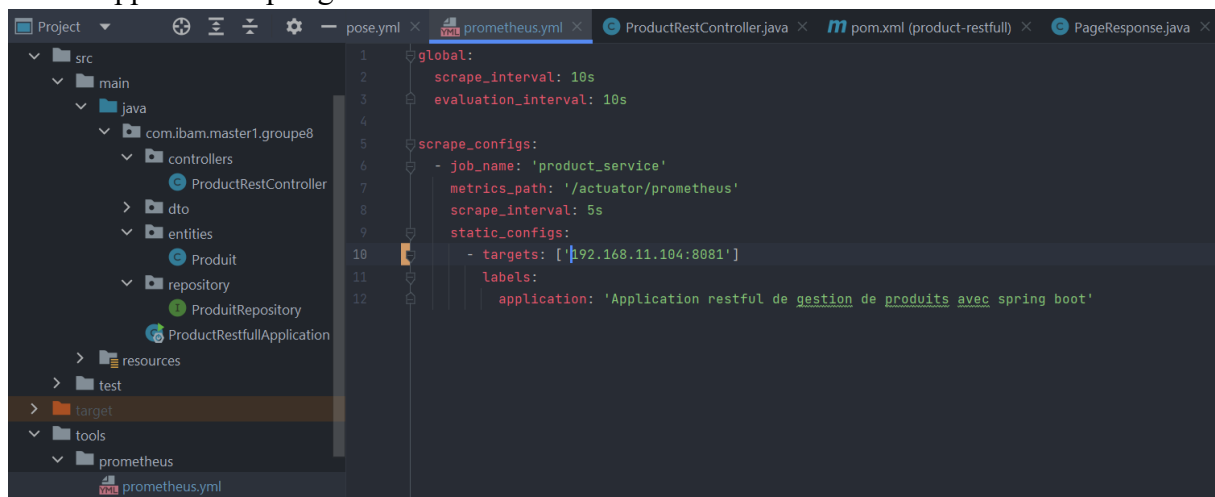 Project
pose.yml
prometheus.yml
ProductRestController.java
pom.xml (product-restfull)
PageResponse.java
src
main
java
com.ibam.master1.groupe8
controllers
ProductRestController
dto
entities
Produit
repository
ProduitRepository
ProductRestfullApplication
resources
test
target
tools
prometheus
prometheus.yml
1 global:
2 scrape_interval: 10s
3 evaluation_interval: 10s
4
5 scrape_configs:
6 - job_name: 'product_service'
7 metrics_path: '/actuator/prometheus'
8 scrape_interval: 5s
9 static_configs:
10 - targets: ['192.168.11.104:8081']
11 labels:
12 application: 'Application restful de gestion de produits avec spring boot'